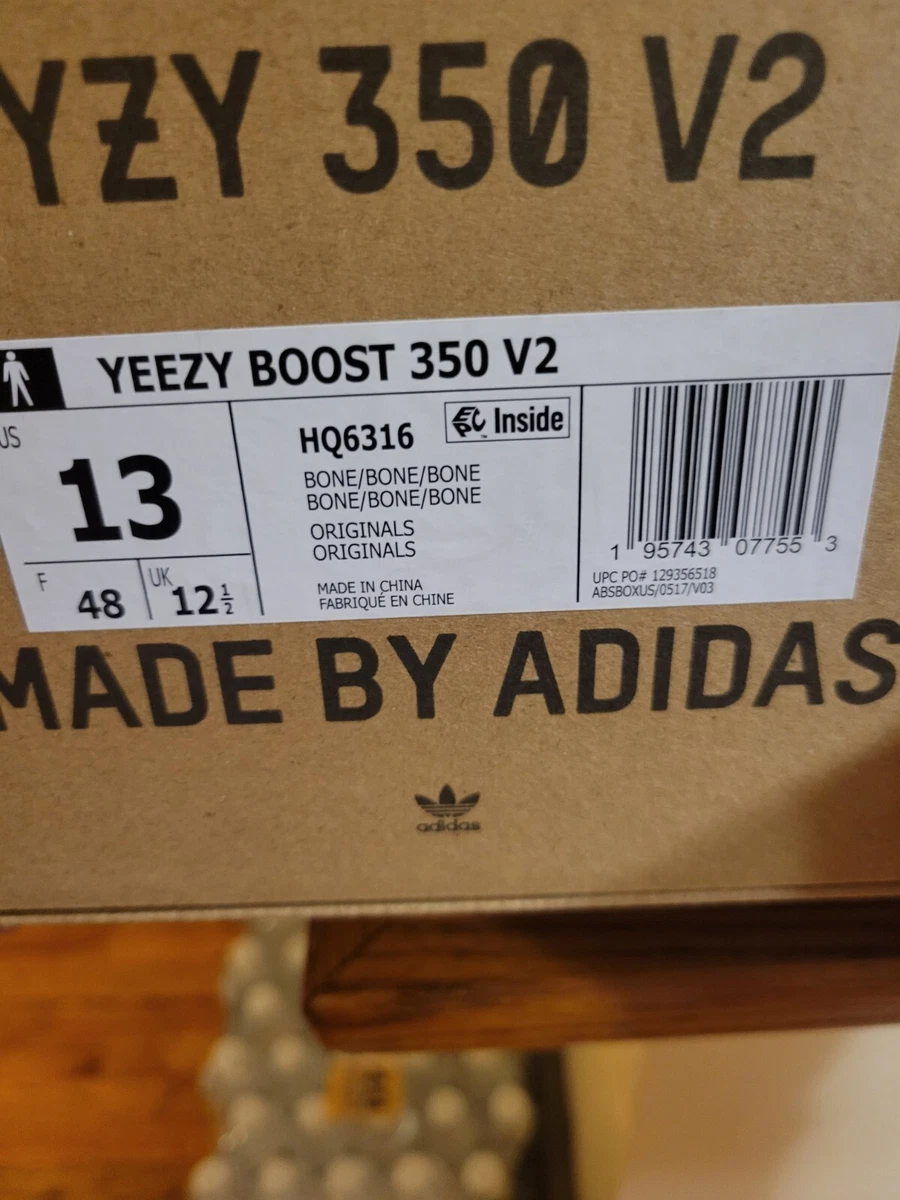 YZY 350 V2
YEEZY BOOST 350 V2
US
13
F
48
UK
12½
HQ6316
EPC Inside
BONE/BONE/BONE
BONE/BONE/BONE
ORIGINALS
ORIGINALS
MADE IN CHINA
FABRIQUÉ EN CHINE
1 95743 07755 3
UPC PO# 129356518
ABSBOXUS/0517/V03
MADE BY ADIDAS
adidas